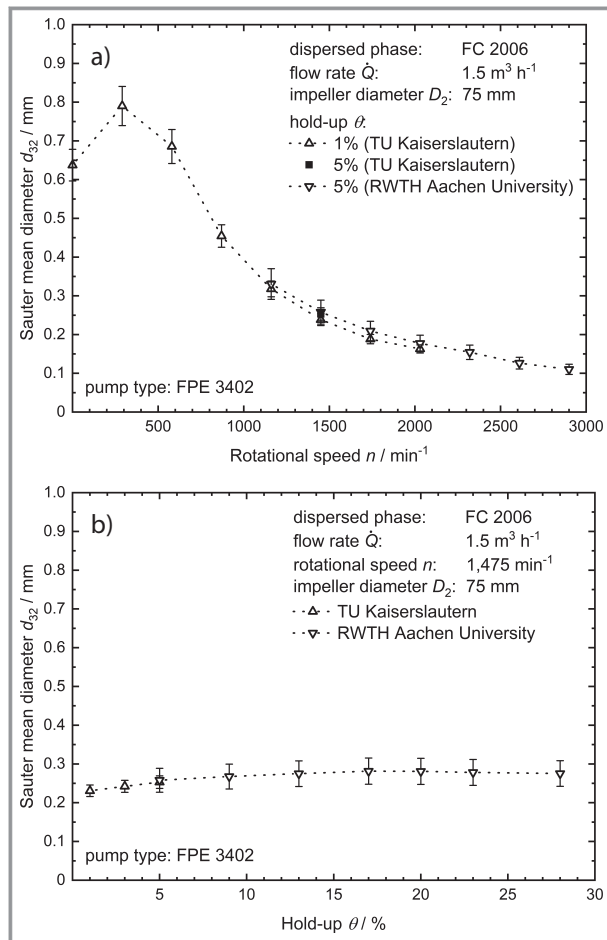 a)
dispersed phase: FC 2006
flow rate Q̇: 1.5 m³ h⁻¹
impeller diameter D₂: 75 mm
hold-up θ:
1% (TU Kaiserslautern)
5% (TU Kaiserslautern)
5% (RWTH Aachen University)
Sauter mean diameter d₃₂ / mm
1.0
0.9
0.8
0.7
0.6
0.5
0.4
0.3
0.2
0.1
0
pump type: FPE 3402
500 1000 1500 2000 2500 3000
Rotational speed n / min⁻¹
b)
dispersed phase: FC 2006
flow rate Q̇: 1.5 m³ h⁻¹
rotational speed n: 1,475 min⁻¹
impeller diameter D₂: 75 mm
TU Kaiserslautern
RWTH Aachen University
Sauter mean diameter d₃₂ / mm
1.0
0.9
0.8
0.7
0.6
0.5
0.4
0.3
0.2
0.1
0
pump type: FPE 3402
5 10 15 20 25 30
Hold-up θ / %